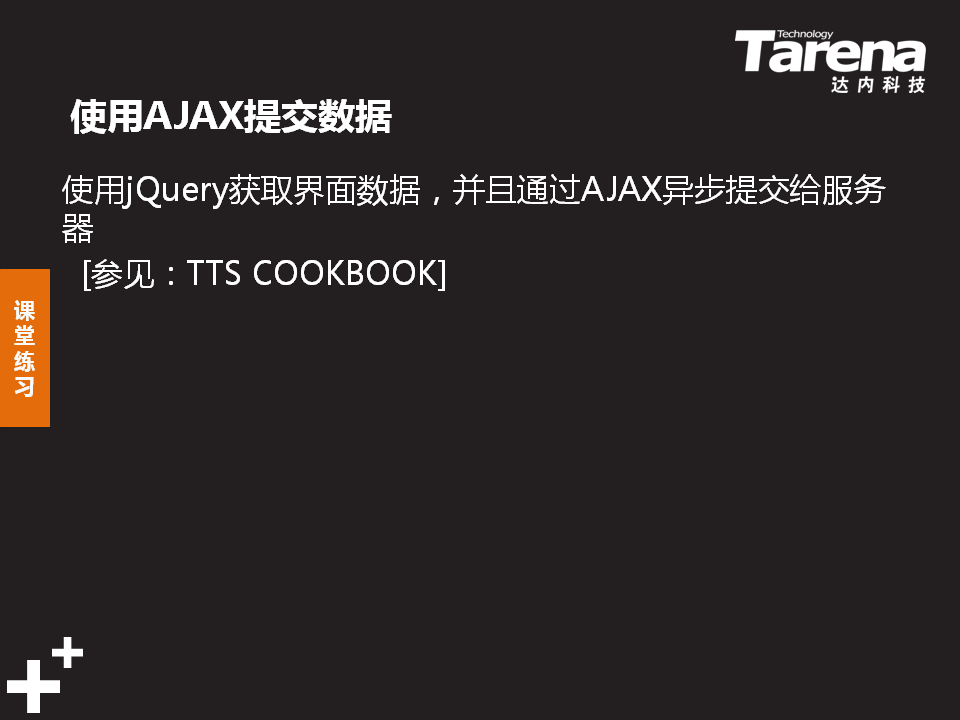 Technology
Tarena
达内科技
使用AJAX提交数据
使用jQuery获取界面数据，并且通过AJAX异步提交给服务
器
[参见：TTS COOKBOOK]
课
堂
练
习